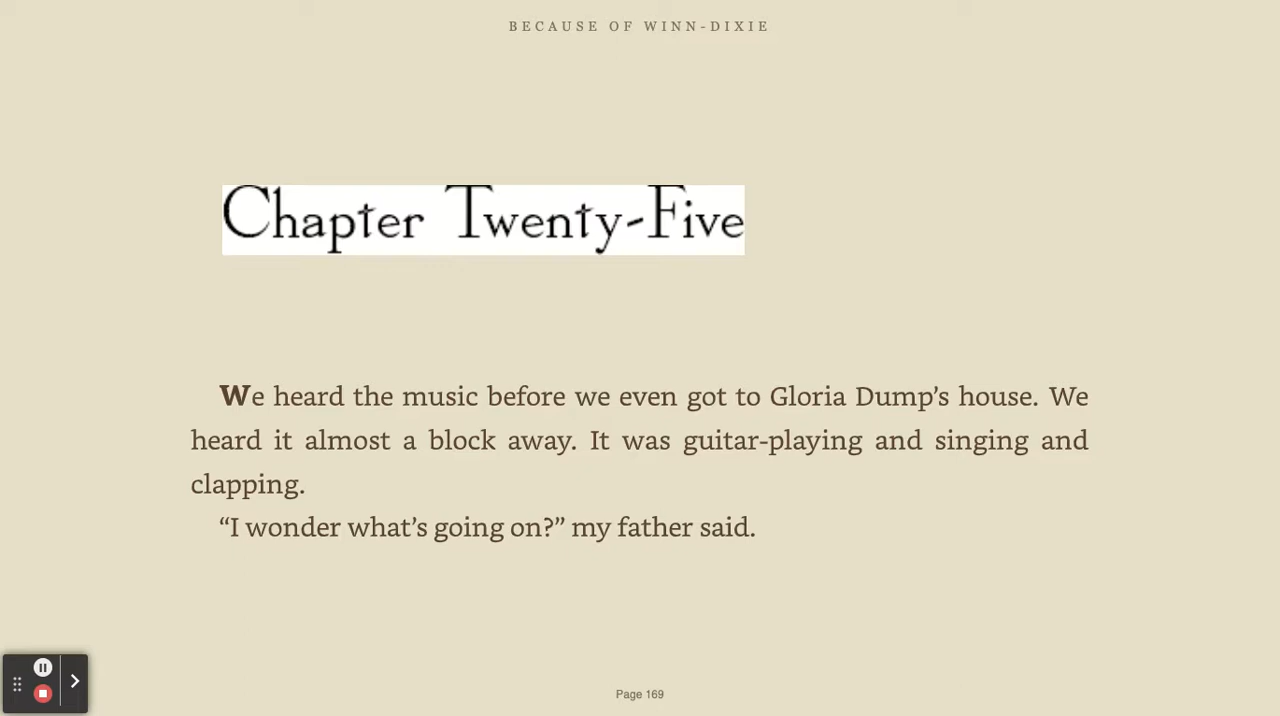 BECAUSE OF WINN-DIXIE
Chapter Twenty-Five
We heard the music before we even got to Gloria Dump’s house. We
heard it almost a block away. It was guitar-playing and singing and
clapping.
“I wonder what’s going on?” my father said.
Page 169